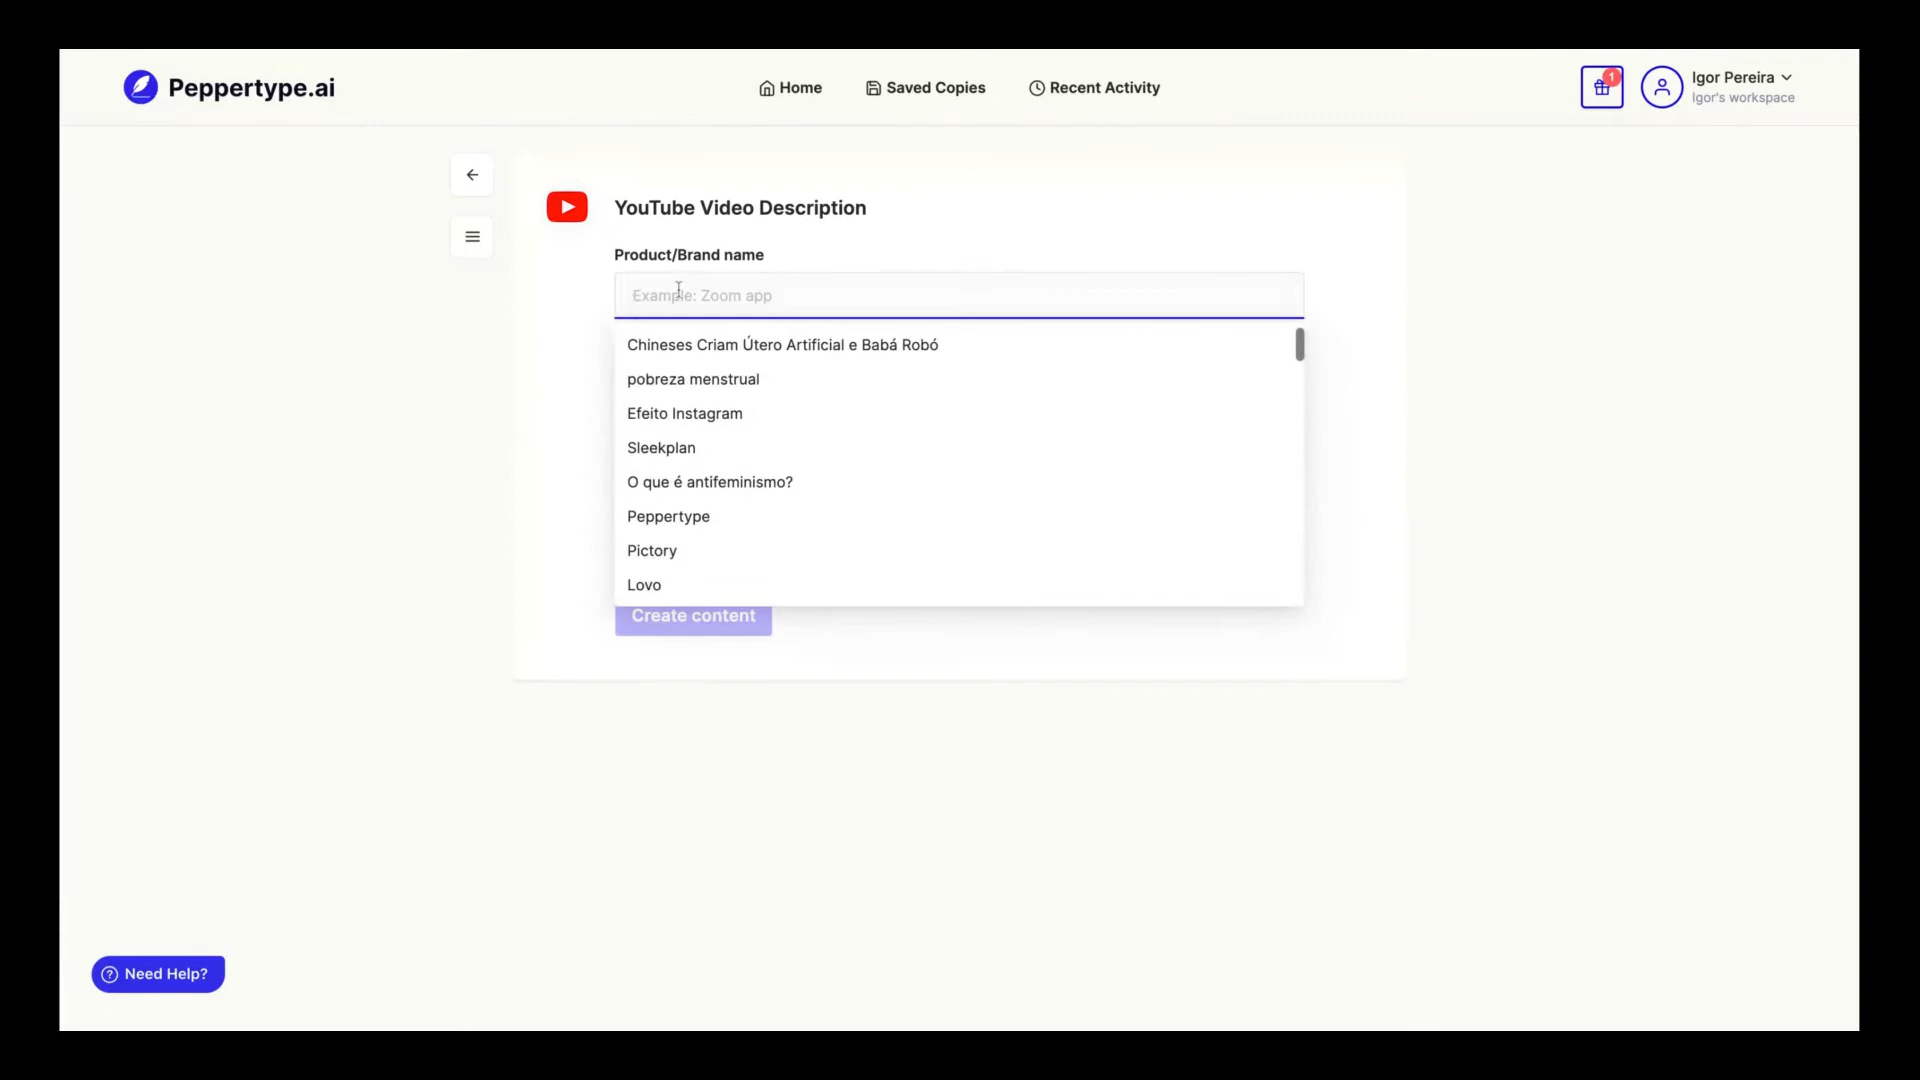 Peppertype.ai
Home
Saved Copies
Recent Activity
1
Igor Pereira
Igor's workspace
YouTube Video Description
Product/Brand name
Example: Zoom app
Chineses Criam Útero Artificial e Babá Robó
pobreza menstrual
Efeito Instagram
Sleekplan
O que é antifeminismo?
Peppertype
Pictory
Lovo
Create content
? Need Help?